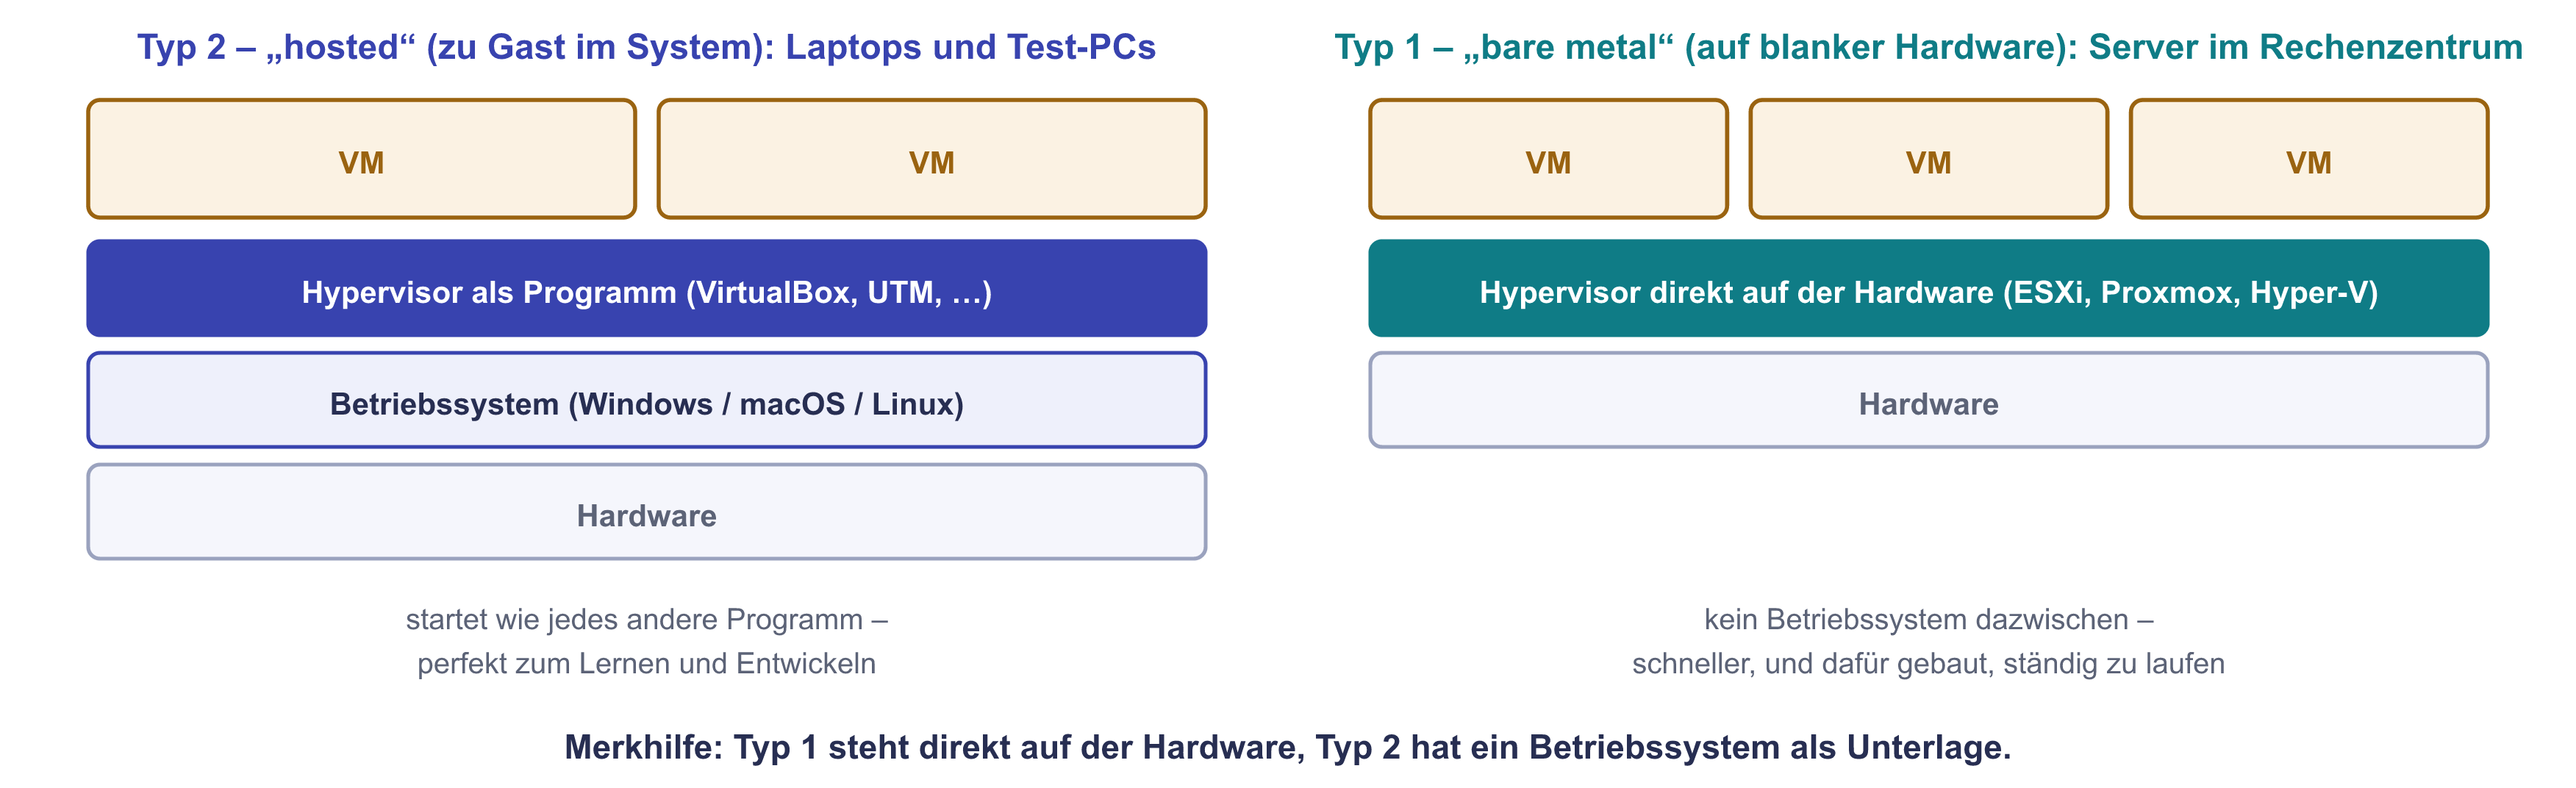 Typ 2 – „hosted“ (zu Gast im System): Laptops und Test-PCs
VM
VM
Hypervisor als Programm (VirtualBox, UTM, …)
Betriebssystem (Windows / macOS / Linux)
Hardware
startet wie jedes andere Programm –
perfekt zum Lernen und Entwickeln
Typ 1 – „bare metal“ (auf blanker Hardware): Server im Rechenzentrum
VM
VM
VM
Hypervisor direkt auf der Hardware (ESXi, Proxmox, Hyper-V)
Hardware
kein Betriebssystem dazwischen –
schneller, und dafür gebaut, ständig zu laufen
Merkhilfe: Typ 1 steht direkt auf der Hardware, Typ 2 hat ein Betriebssystem als Unterlage.